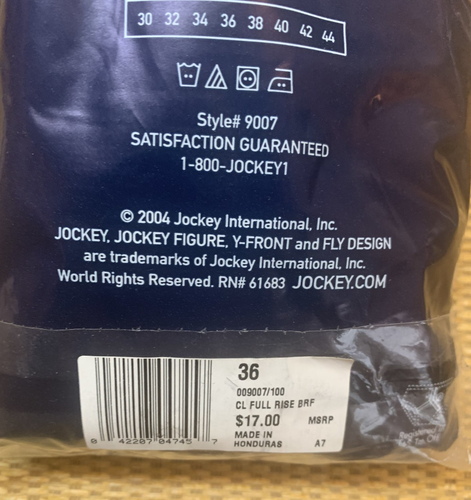 30 32 34 36 38 40 42 44
Style# 9007
SATISFACTION GUARANTEED
1-800-JOCKEY1
© 2004 Jockey International, Inc.
JOCKEY, JOCKEY FIGURE, Y-FRONT and FLY DESIGN
are trademarks of Jockey International, Inc.
World Rights Reserved. RN# 61683 JOCKEY.COM
36
009007/100
CL FULL RISE BRF
$17.00 MSRP
MADE IN
HONDURAS A7
0 42207 04745 7